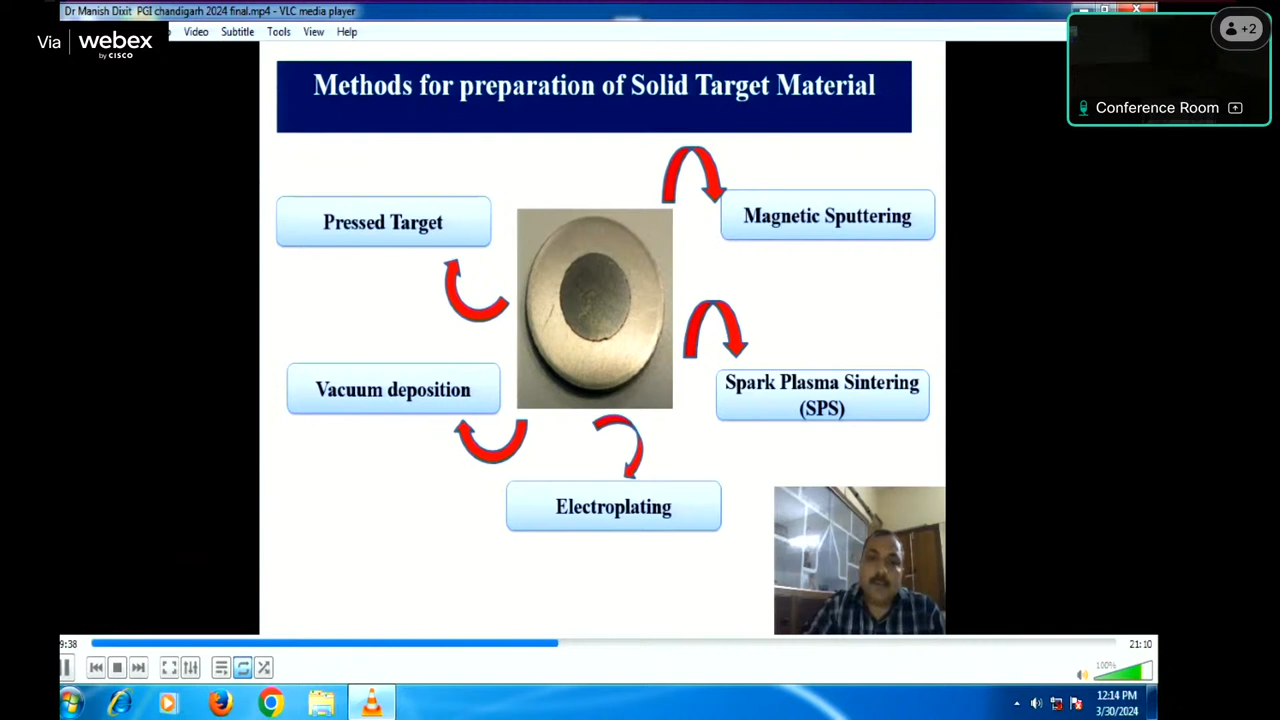 Dr Manish Dixit PGI chandigarh 2024 final.mp4 - VLC media player
Via webex
by CISCO
Video Subtitle Tools View Help
+2
Conference Room
Methods for preparation of Solid Target Material
Pressed Target
Magnetic Sputtering
Vacuum deposition
Spark Plasma Sintering
(SPS)
Electroplating
9:38
21:10
100%
12:14 PM
3/30/2024